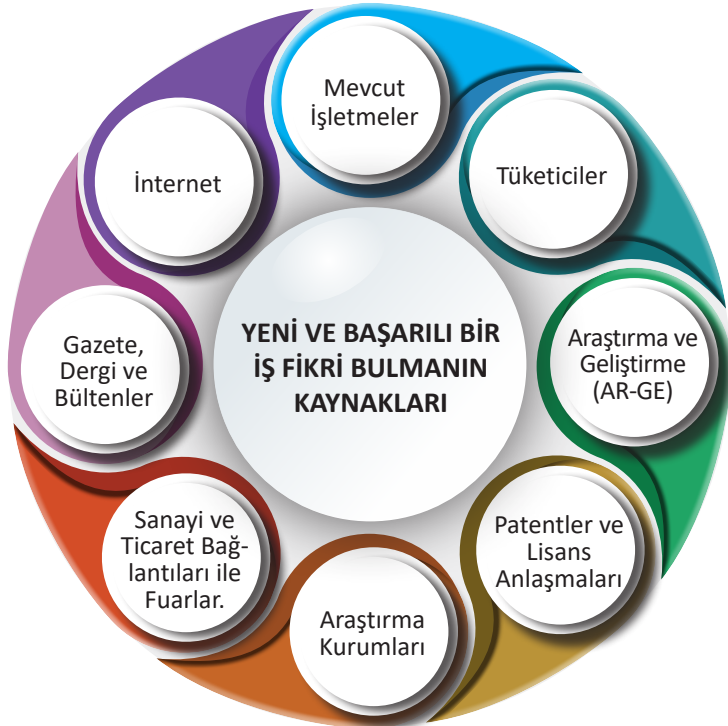 YENİ VE BAŞARILI BİR
İŞ FİKRİ BULMANIN
KAYNAKLARI
Mevcut
İşletmeler
Tüketiciler
Araştırma ve
Geliştirme
(AR-GE)
Patentler ve
Lisans
Anlaşmaları
Araştırma
Kurumları
Sanayi ve
Ticaret Bağ-
lantıları ile
Fuarlar.
Gazete,
Dergi ve
Bültenler
İnternet